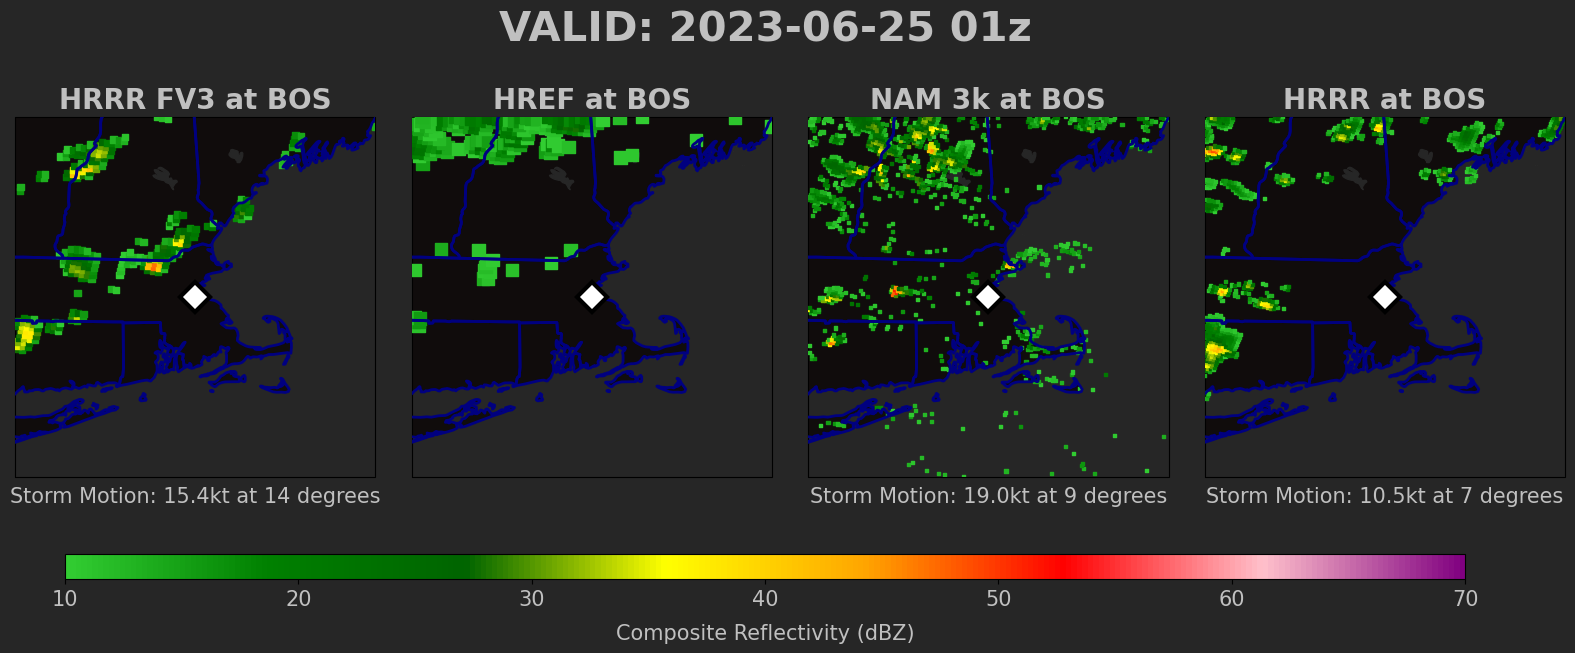 VALID: 2023-06-25 01z
HRRR FV3 at BOS
HREF at BOS
NAM 3k at BOS
HRRR at BOS
Storm Motion: 15.4kt at 14 degrees
Storm Motion: 19.0kt at 9 degrees
Storm Motion: 10.5kt at 7 degrees
10 20 30 40 50 60 70
Composite Reflectivity (dBZ)